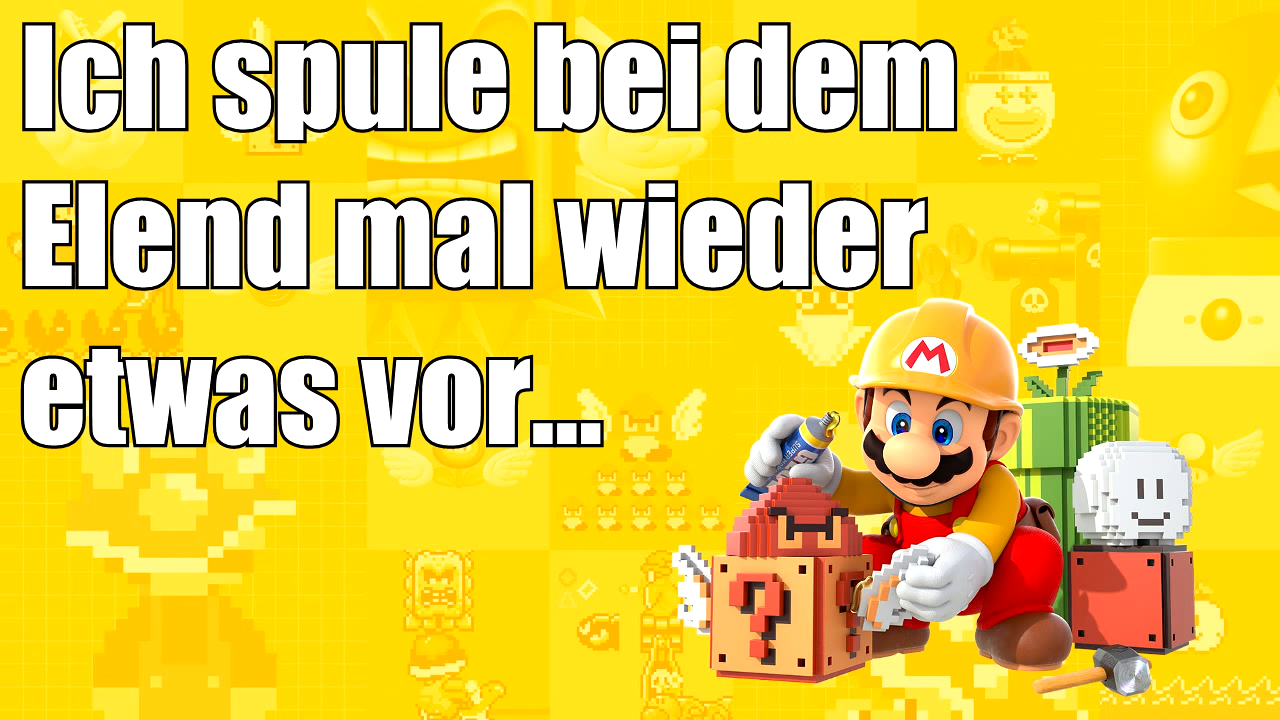 Ich spule bei dem
Elend mal wieder
etwas vor...
M
?